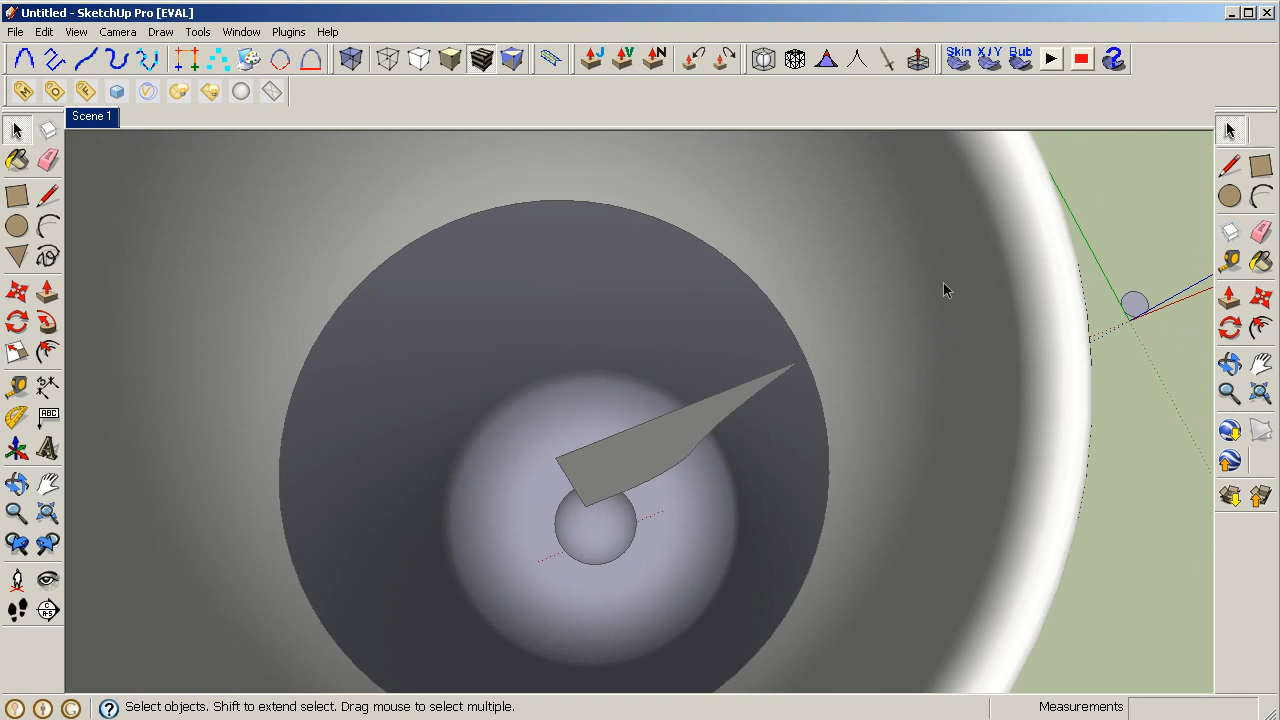 Untitled - SketchUp Pro [EVAL]
File Edit View Camera Draw Tools Window Plugins Help
J V N Skin X/Y Bub ?
M O F
Scene 1
ABC
A
C
A-S
Select objects. Shift to extend select. Drag mouse to select multiple.
Measurements